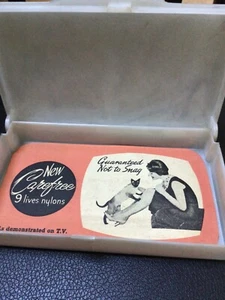 New
Carefree
9 lives nylons
Guaranteed
Not to Snag
As demonstrated on T.V.